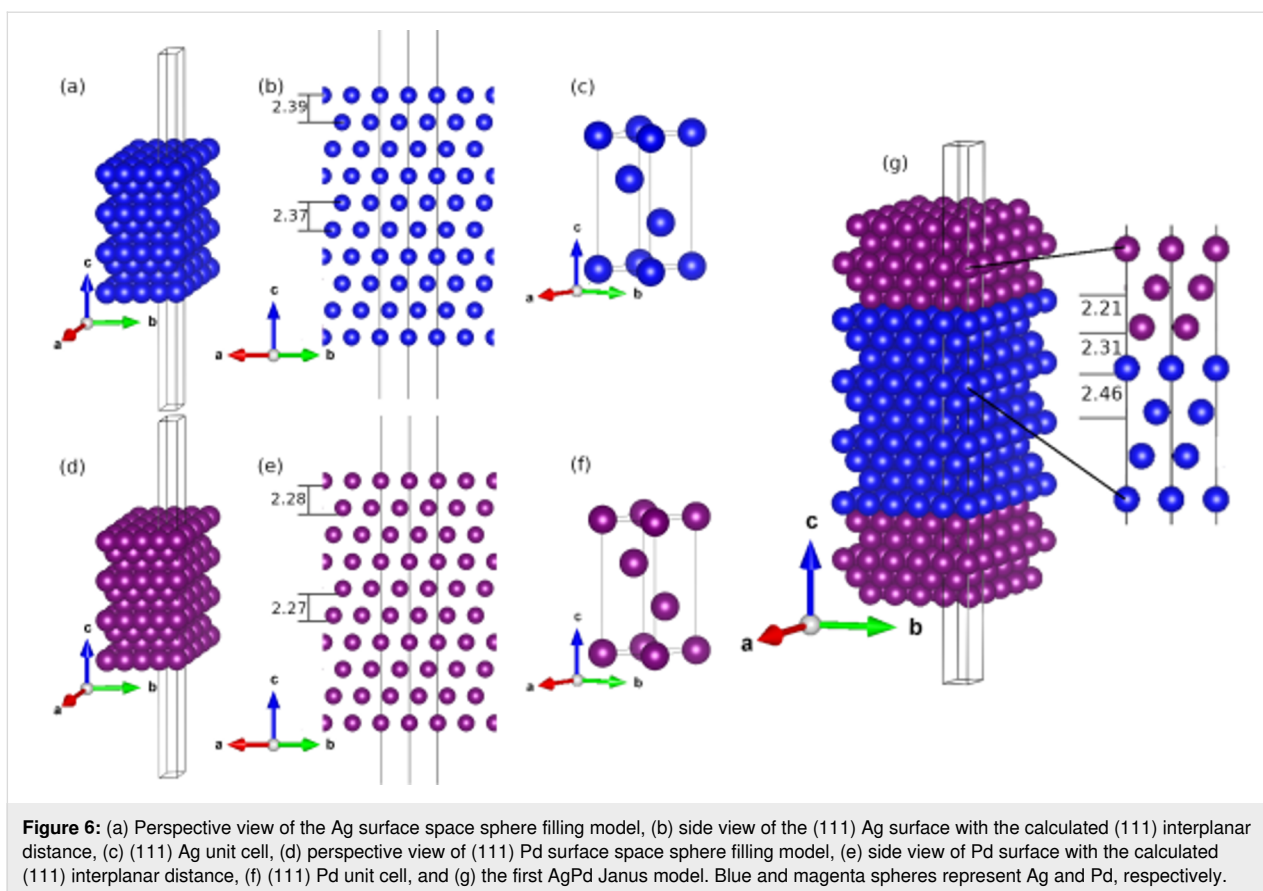 (a)
c
b
a
(b)
2.39
2.37
c
a
b
(c)
c
a
b
(d)
c
b
a
(e)
2.28
2.27
c
a
b
(f)
c
a
b
(g)
2.21
2.31
2.46
c
b
a
Figure 6: (a) Perspective view of the Ag surface space sphere filling model, (b) side view of the (111) Ag surface with the calculated (111) interplanar
distance, (c) (111) Ag unit cell, (d) perspective view of (111) Pd surface space sphere filling model, (e) side view of Pd surface with the calculated
(111) interplanar distance, (f) (111) Pd unit cell, and (g) the first AgPd Janus model. Blue and magenta spheres represent Ag and Pd, respectively.